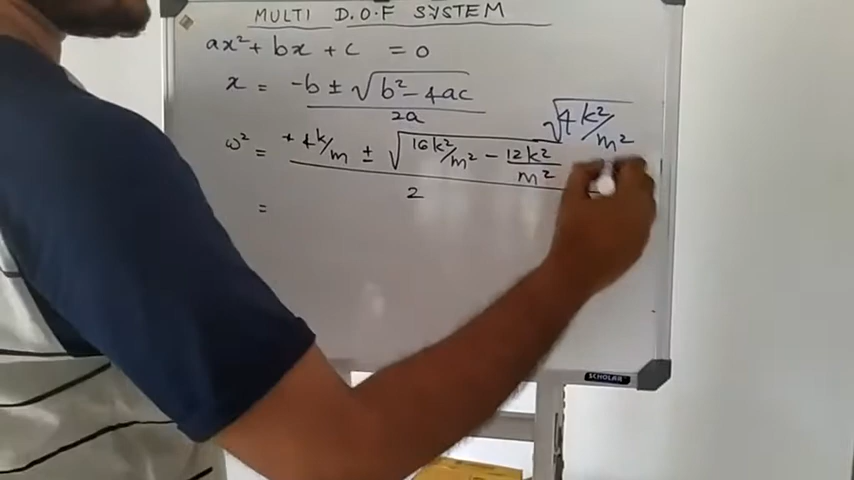 MULTI D.O.F SYSTEM
ax² + bx + c = 0
x = -b ± √(b² - 4ac) / 2a
√(4k²/m²)
ω² = + 4k/m ± √(16k²/m² - 12k²/m²) / 2
=
SCHOLAR